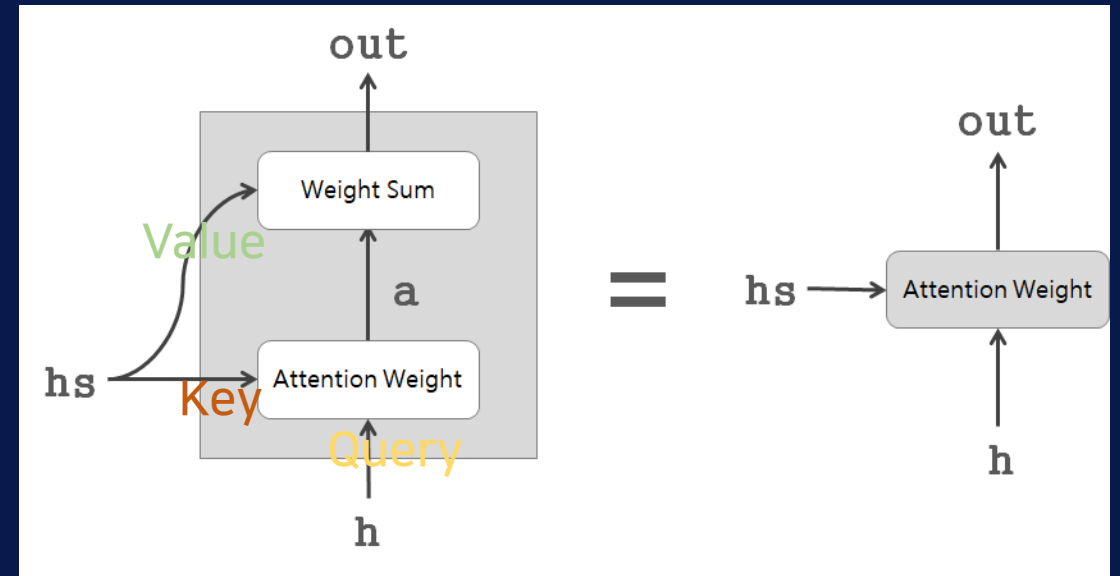 out
Weight Sum
Value
a
hs
Attention Weight
Key
Query
h
=
out
hs
Attention Weight
h